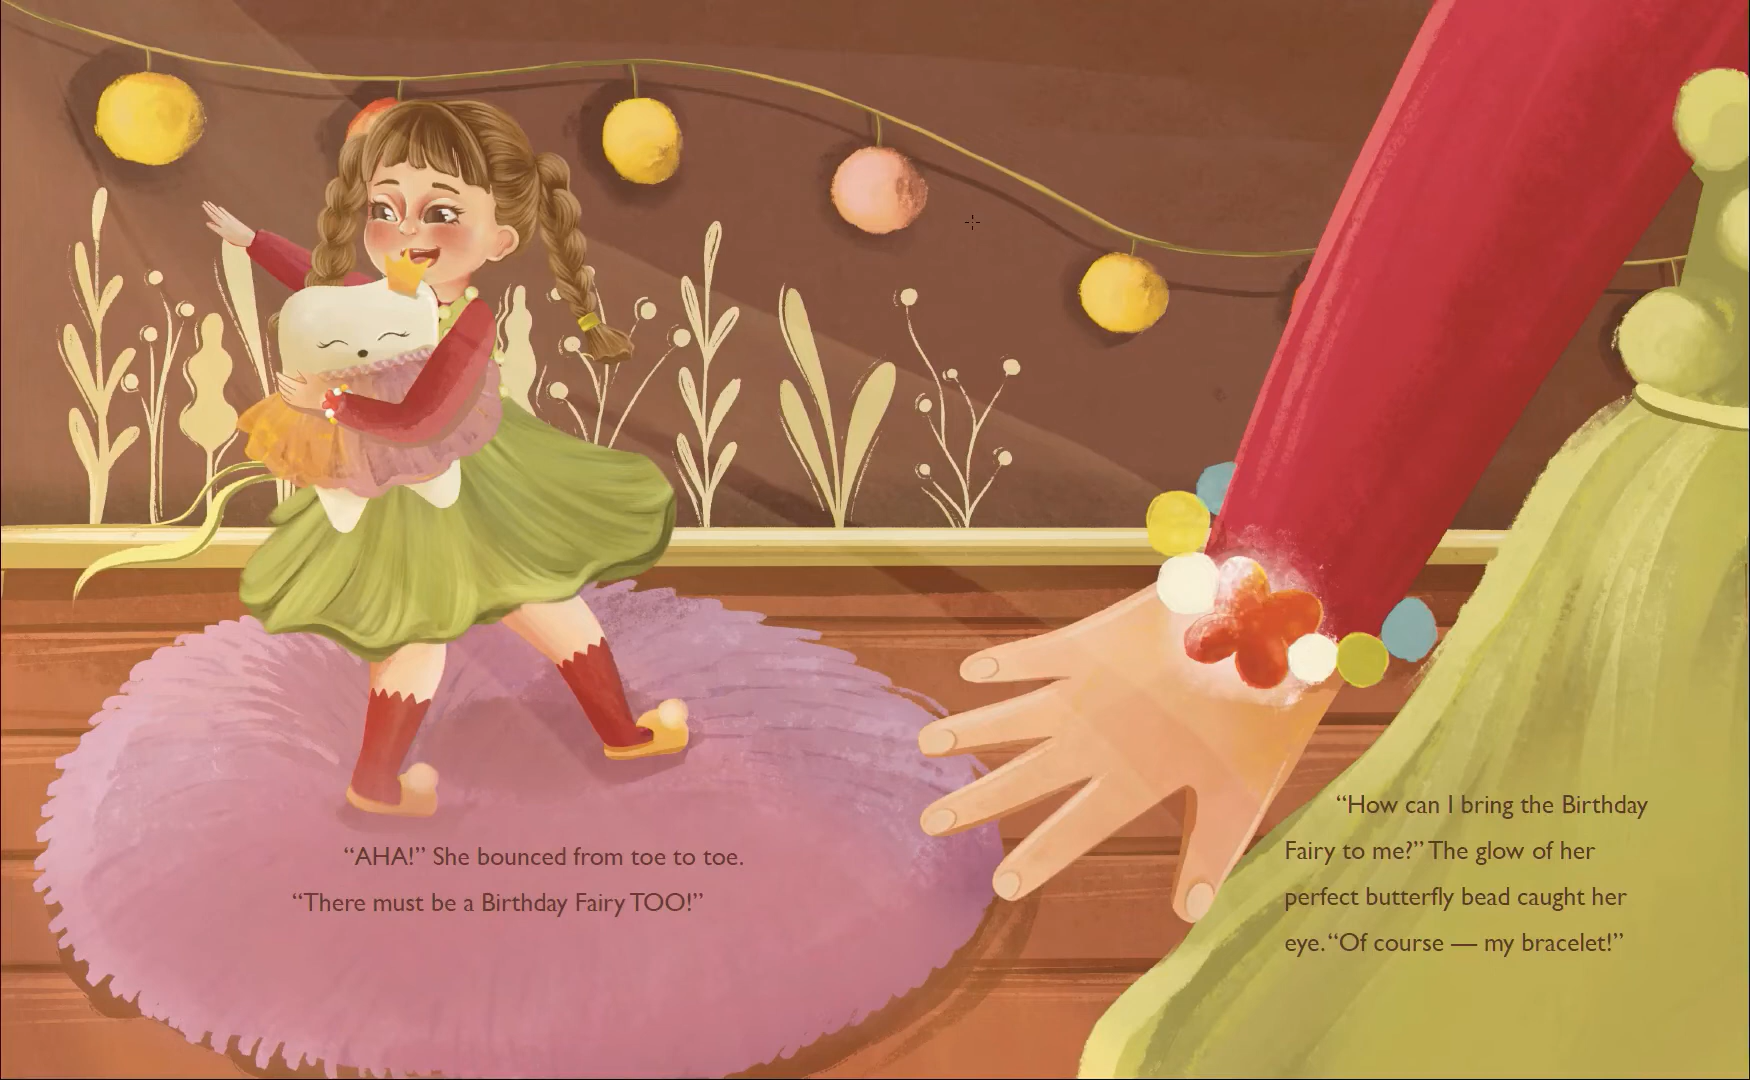 “AHA!” She bounced from toe to toe.
“There must be a Birthday Fairy TOO!”
“How can I bring the Birthday
Fairy to me?” The glow of her
perfect butterfly bead caught her
eye. “Of course — my bracelet!”